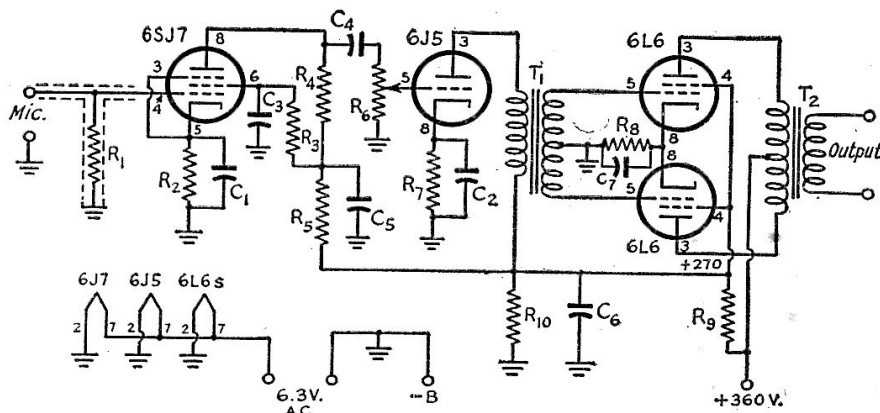 6SJ7
8
3
4
5
6
Mic.
R1
R2
C1
C3
R3
R4
C4
R5
C5
R6
6J5
3
5
8
R7
C2
T1
R10
C6
6L6
3
5
4
8
R8
C7
8
5
4
6L6
3
+270
R9
T2
Output
+360 V.
6J7 6J5 6L6s
2 7 2 7 2 7
6.3V.
A.C.
-B